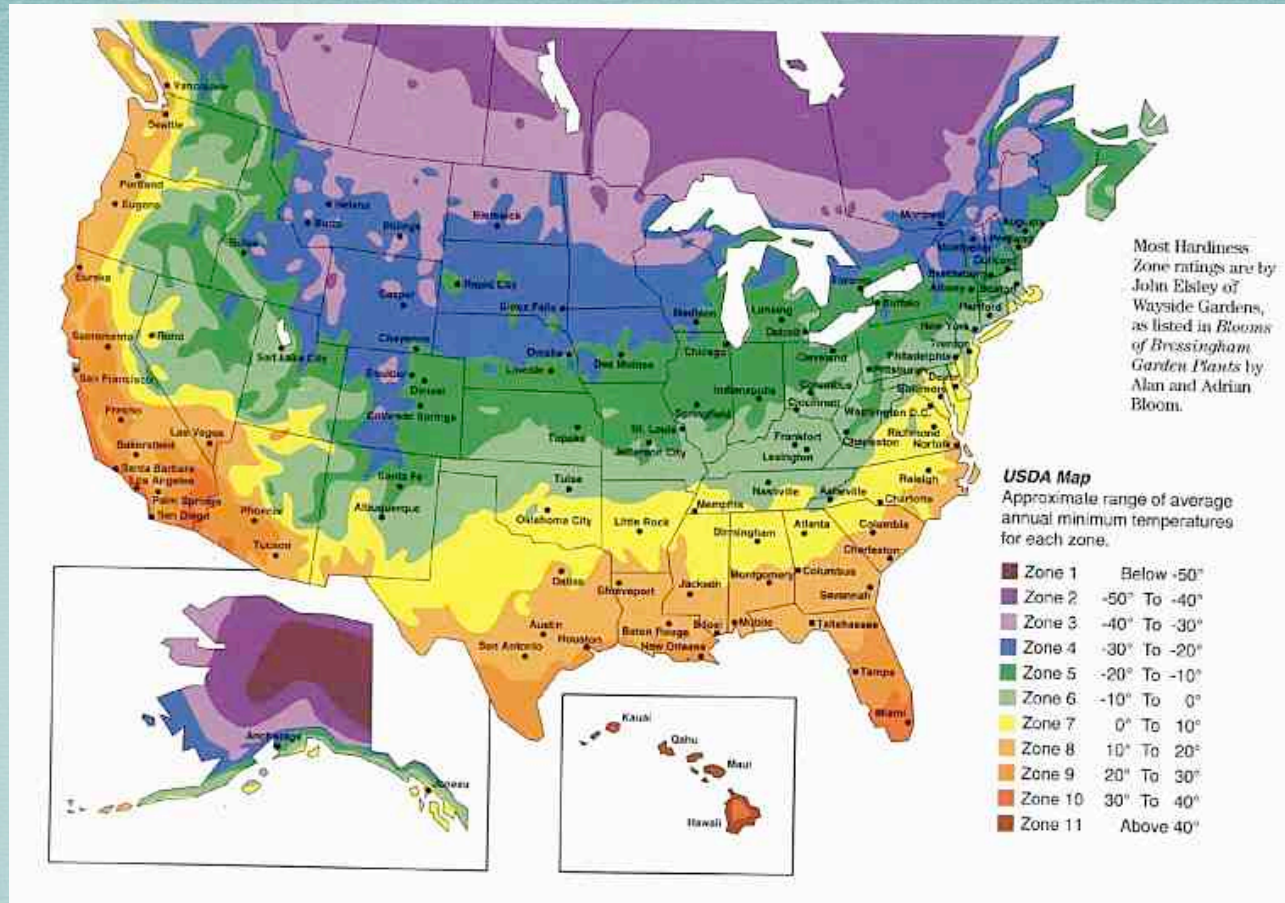 Vancouver
Seattle
Portland
Eugene
Helena
Butte
Billings
Bismarck
Boise
Eureka
Rapid City
Casper
Sioux Falls
Madison
Lansing
Toronto
Buffalo
Montreal
Augusta
Montpelier
Albany
Boston
Hartford
Sacramento
Reno
Salt Lake City
Cheyenne
Omaha
Lincoln
Des Moines
Chicago
Detroit
Cleveland
New York
Trenton
Philadelphia
Pittsburg
San Francisco
Boulder
Denver
Colorado Springs
Indianapolis
Columbus
Cincinnati
Baltimore
Washington D.C.
Fresno
Las Vegas
Springfield
St. Louis
Jefferson City
Topeka
Frankfort
Lexington
Charleston
Richmond
Norfolk
Bakersfield
Santa Barbara
Los Angeles
Palm Springs
San Diego
Santa Fe
Albuquerque
Tulsa
Oklahoma City
Nashville
Asheville
Raleigh
Charlotte
Phoenix
Tucson
Little Rock
Memphis
Birmingham
Atlanta
Columbia
Charleston
Dallas
Shreveport
Jackson
Montgomery
Columbus
Savannah
Austin
San Antonio
Houston
Baton Rouge
New Orleans
Biloxi
Mobile
Tallahassee
Tampa
Miami
Anchorage
Juneau
Kauai
Oahu
Maui
Hawaii
Most Hardiness
Zone ratings are by
John Elsley of
Wayside Gardens,
as listed in Blooms
of Bressingham
Garden Plants by
Alan and Adrian
Bloom.
USDA Map
Approximate range of average
annual minimum temperatures
for each zone.
Zone 1 Below -50°
Zone 2 -50° To -40°
Zone 3 -40° To -30°
Zone 4 -30° To -20°
Zone 5 -20° To -10°
Zone 6 -10° To 0°
Zone 7 0° To 10°
Zone 8 10° To 20°
Zone 9 20° To 30°
Zone 10 30° To 40°
Zone 11 Above 40°